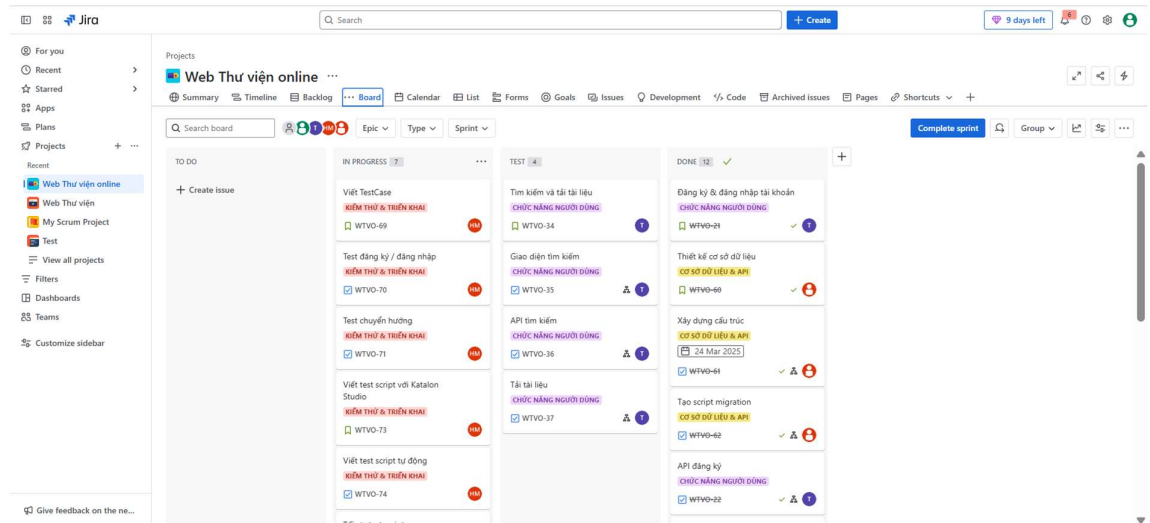 Jira
Search
+ Create
9 days left
6
For you
Recent
Starred
Apps
Plans
Projects
Recent
Web Thư viện online
Web Thư viện
My Scrum Project
Test
View all projects
Filters
Dashboards
Teams
Customize sidebar
Give feedback on the ne...
Projects
Web Thư viện online ...
Summary Timeline Backlog Board Calendar List Forms Goals Issues Development Code Archived issues Pages Shortcuts +
Search board T HM Epic Type Sprint Complete sprint Group
TO DO
+ Create issue
IN PROGRESS 7
Viết TestCase
KIỂM THỬ & TRIỂN KHAI
WTVO-69 HM
Test đăng ký / đăng nhập
KIỂM THỬ & TRIỂN KHAI
WTVO-70 HM
Test chuyển hướng
KIỂM THỬ & TRIỂN KHAI
WTVO-71 HM
Viết test script với Katalon
Studio
KIỂM THỬ & TRIỂN KHAI
WTVO-73 HM
Viết test script tự động
KIỂM THỬ & TRIỂN KHAI
WTVO-74 HM
TEST 4
Tìm kiếm và tải tài liệu
CHỨC NĂNG NGƯỜI DÙNG
WTVO-34 T
Giao diện tìm kiếm
CHỨC NĂNG NGƯỜI DÙNG
WTVO-35 T
API tìm kiếm
CHỨC NĂNG NGƯỜI DÙNG
WTVO-36 T
Tải tài liệu
CHỨC NĂNG NGƯỜI DÙNG
WTVO-37 T
DONE 12
Đăng ký & đăng nhập tài khoản
CHỨC NĂNG NGƯỜI DÙNG
WTVO-21 T
Thiết kế cơ sở dữ liệu
CƠ SỞ DỮ LIỆU & API
WTVO-60
Xây dựng cấu trúc
CƠ SỞ DỮ LIỆU & API
24 Mar 2025
WTVO-61
Tạo script migration
CƠ SỞ DỮ LIỆU & API
WTVO-62
API đăng ký
CHỨC NĂNG NGƯỜI DÙNG
WTVO-22 T